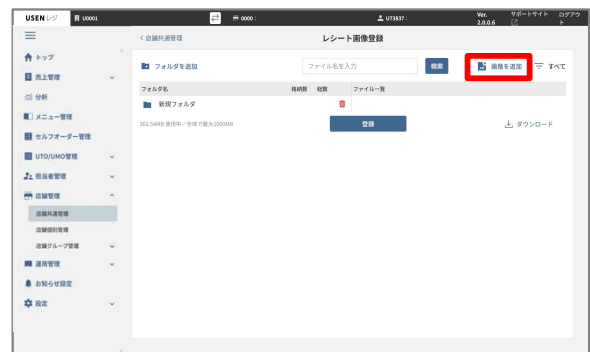 USEN レジ U0001 0000 : U73837 : Ver. 2.0.0.6 サポートサイト ログアウト
トップ
売上管理
分析
メニュー管理
セルフオーダー管理
UTO/UMO管理
担当者管理
店舗管理
店舗共通管理
店舗個別管理
店舗グループ管理
運用管理
お知らせ設定
設定
< 店舗共通管理 レシート画像登録
フォルダを追加 ファイル名を入力 検索 画像を追加 すべて
フォルダ名 格納数 総数 ファイル一覧
新規フォルダ
302.54MB 使用中／全体で最大1000MB 登録 ダウンロード